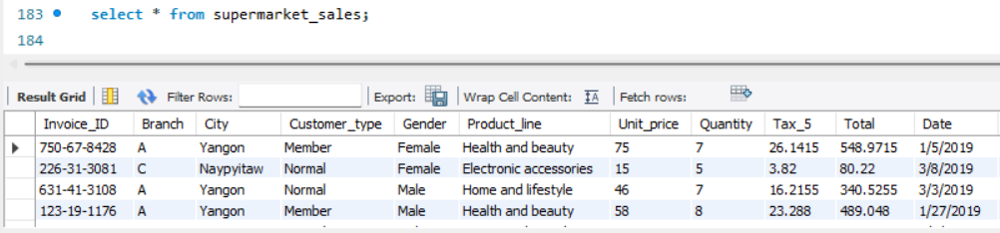 183 select * from supermarket_sales;
184
Result Grid Filter Rows: Export: Wrap Cell Content: IA Fetch rows:
Invoice_ID Branch City Customer_type Gender Product_line Unit_price Quantity Tax_5 Total Date
750-67-8428 A Yangon Member Female Health and beauty 75 7 26.1415 548.9715 1/5/2019
226-31-3081 C Naypyitaw Normal Female Electronic accessories 15 5 3.82 80.22 3/8/2019
631-41-3108 A Yangon Normal Male Home and lifestyle 46 7 16.2155 340.5255 3/3/2019
123-19-1176 A Yangon Member Male Health and beauty 58 8 23.288 489.048 1/27/2019